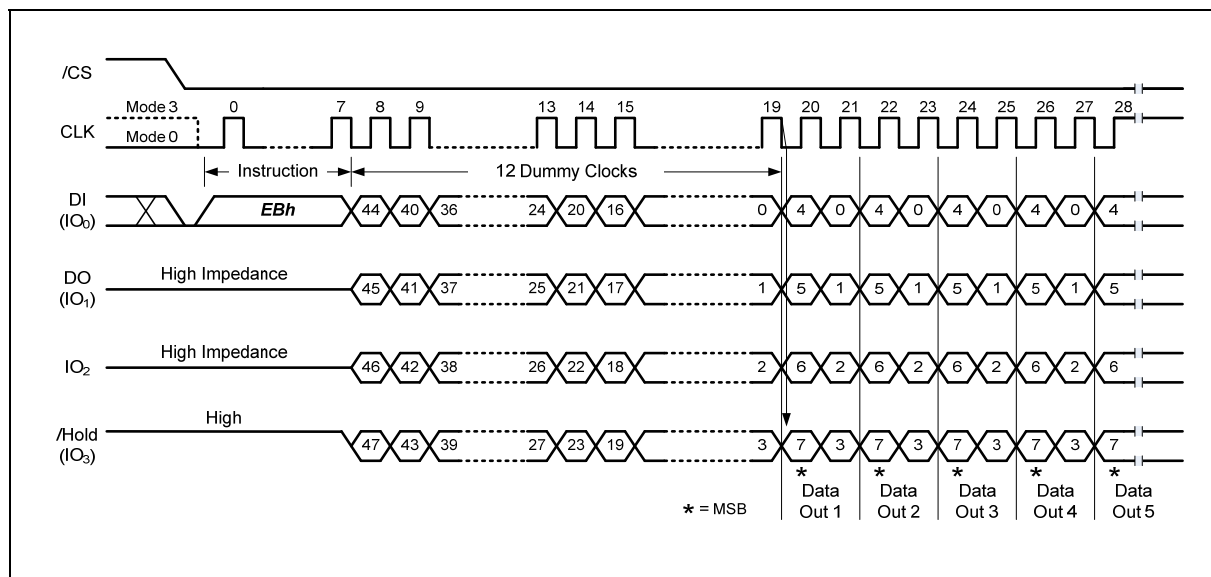 /CS
Mode 3 0 7 8 9 13 14 15 19 20 21 22 23 24 25 26 27 28
CLK
Mode 0
Instruction 12 Dummy Clocks
DI
(IO0)
EBh 44 40 36 24 20 16 0 4 0 4 0 4 0 4 0 4
DO
(IO1)
High Impedance
45 41 37 25 21 17 1 5 1 5 1 5 1 5 1 5
IO2
High Impedance
46 42 38 26 22 18 2 6 2 6 2 6 2 6 2 6
/Hold
(IO3)
High
47 43 39 27 23 19 3 7 3 7 3 7 3 7 3 7
* * * * *
* = MSB
Data Out 1
Data Out 2
Data Out 3
Data Out 4
Data Out 5